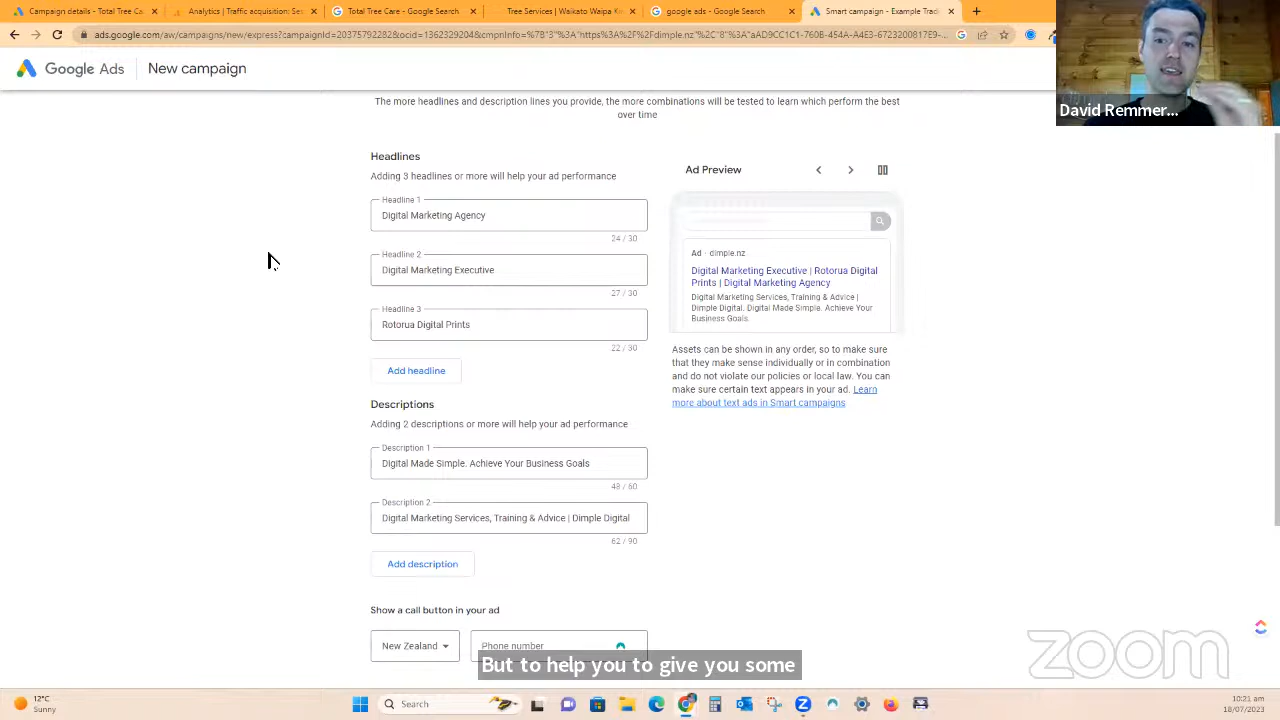 Campaign details - Total Tree C
Analytics | Traffic acquisition: Se
Total Tree Care - Google Search
Tree Services | Waikato Waipa Kin
google ads - Google Search
Smart campaign - Example Tradi
ads.google.com/aw/campaigns/new/express?campaignId=20375792282&ocid=1362329204&cmpnInfo=%7B"3"%3A"https%3A%2F%2Fdimple.nz"%2C"8"%3A"aAD9CC1C1-760B-454A-A4E3-6723200817E9-...
Google Ads
New campaign
David Remmer...
The more headlines and description lines you provide, the more combinations will be tested to learn which perform the best
over time
Headlines
Adding 3 headlines or more will help your ad performance
Headline 1
Digital Marketing Agency
24 / 30
Headline 2
Digital Marketing Executive
27 / 30
Headline 3
Rotorua Digital Prints
22 / 30
Add headline
Ad Preview
Ad · dimple.nz
Digital Marketing Executive | Rotorua Digital
Prints | Digital Marketing Agency
Digital Marketing Services, Training & Advice |
Dimple Digital. Digital Made Simple. Achieve Your
Business Goals.
Assets can be shown in any order, so to make sure
that they make sense individually or in combination
and do not violate our policies or local law. You can
make sure certain text appears in your ad. Learn
more about text ads in Smart campaigns
Descriptions
Adding 2 descriptions or more will help your ad performance
Description 1
Digital Made Simple. Achieve Your Business Goals
48 / 60
Description 2
Digital Marketing Services, Training & Advice | Dimple Digital
62 / 90
Add description
Show a call button in your ad
New Zealand
Phone number
But to help you to give you some
zoom
12°C
Sunny
Search
10:21 am
18/07/2023